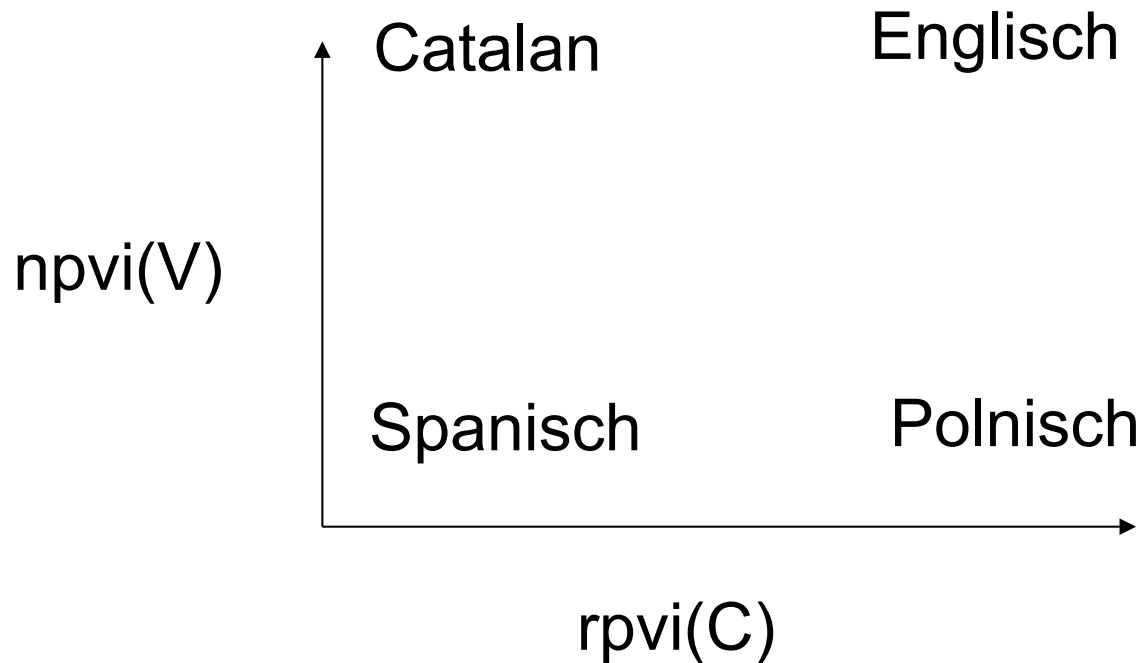 Catalan
Englisch
npvi(V)
Spanisch
Polnisch
rpvi(C)